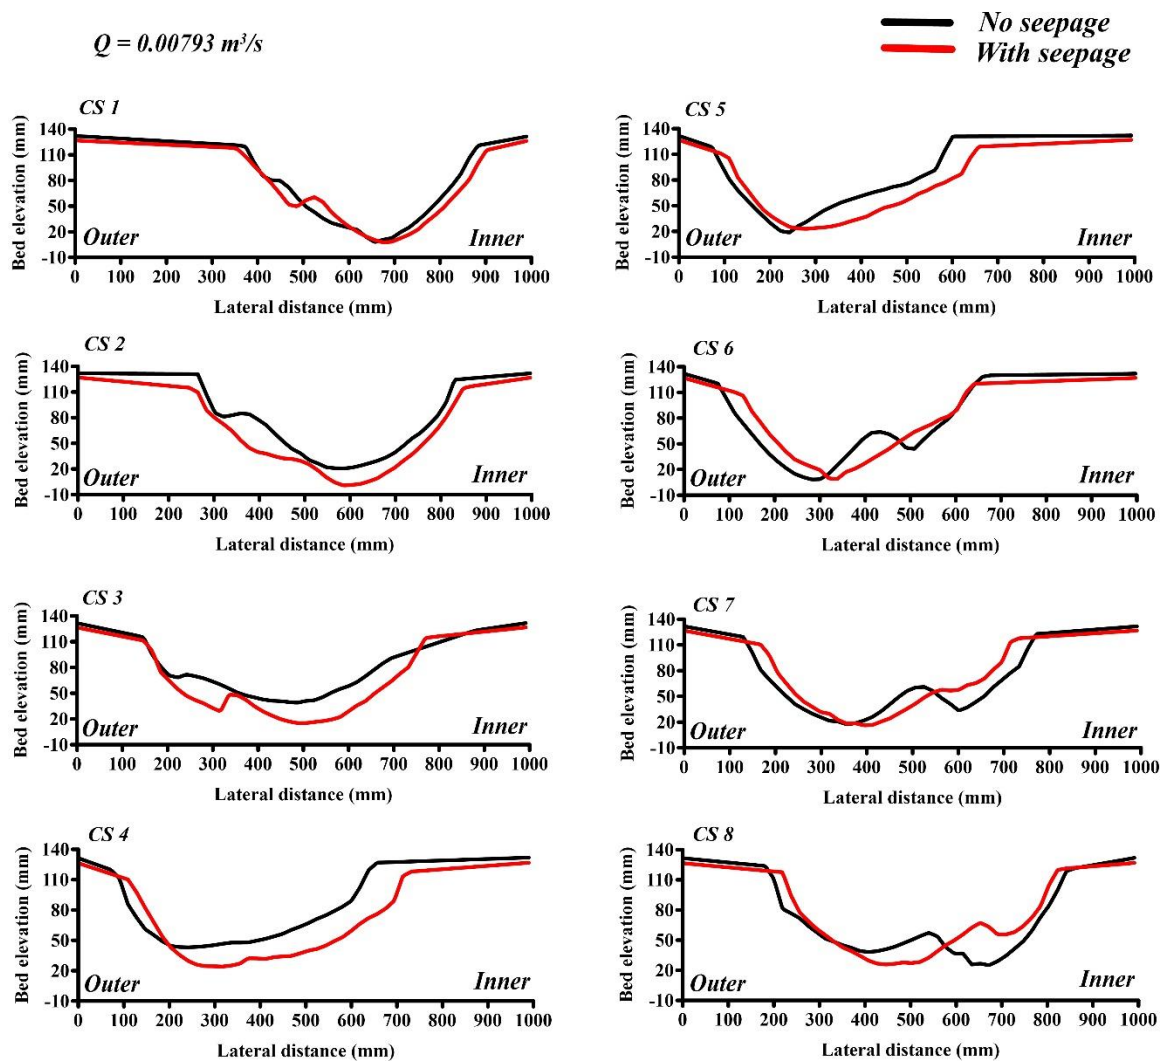 Q = 0.00793 m³/s
No seepage
With seepage
CS 1
Bed elevation (mm)
140
110
80
50
20
-10
Outer
Inner
0 100 200 300 400 500 600 700 800 900 1000
Lateral distance (mm)
CS 5
Bed elevation (mm)
140
110
80
50
20
-10
Outer
Inner
0 100 200 300 400 500 600 700 800 900 1000
Lateral distance (mm)
CS 2
Bed elevation (mm)
140
110
80
50
20
-10
Outer
Inner
0 100 200 300 400 500 600 700 800 900 1000
Lateral distance (mm)
CS 6
Bed elevation (mm)
140
110
80
50
20
-10
Outer
Inner
0 100 200 300 400 500 600 700 800 900 1000
Lateral distance (mm)
CS 3
Bed elevation (mm)
140
110
80
50
20
-10
Outer
Inner
0 100 200 300 400 500 600 700 800 900 1000
Lateral distance (mm)
CS 7
Bed elevation (mm)
140
110
80
50
20
-10
Outer
Inner
0 100 200 300 400 500 600 700 800 900 1000
Lateral distance (mm)
CS 4
Bed elevation (mm)
140
110
80
50
20
-10
Outer
Inner
0 100 200 300 400 500 600 700 800 900 1000
Lateral distance (mm)
CS 8
Bed elevation (mm)
140
110
80
50
20
-10
Outer
Inner
0 100 200 300 400 500 600 700 800 900 1000
Lateral distance (mm)